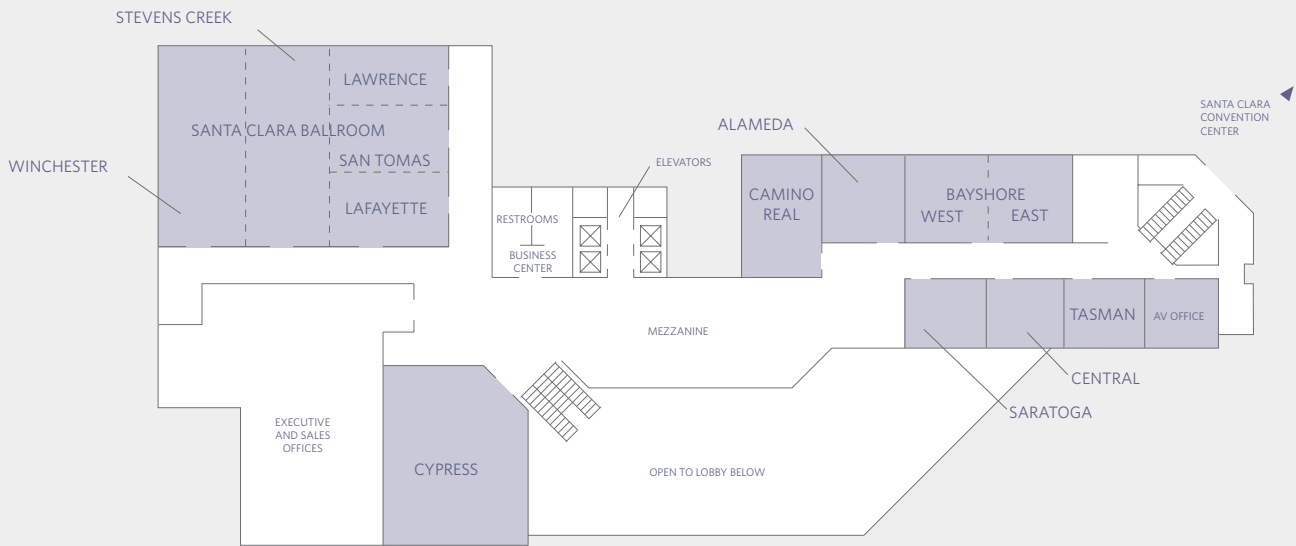 STEVENS CREEK
LAWRENCE
SANTA CLARA BALLROOM
WINCHESTER
SAN TOMAS
LAFAYETTE
RESTROOMS
BUSINESS
CENTER
ELEVATORS
ALAMEDA
CAMINO
REAL
BAYSHORE
WEST
EAST
SANTA CLARA
CONVENTION
CENTER
MEZZANINE
TASMAN
AV OFFICE
CENTRAL
SARATOGA
EXECUTIVE
AND SALES
OFFICES
CYPRESS
OPEN TO LOBBY BELOW